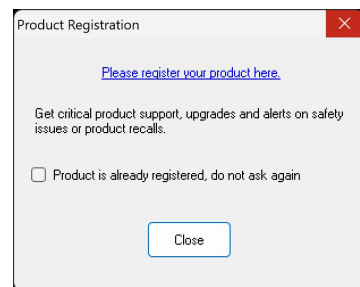 Product Registration
Please register your product here.
Get critical product support, upgrades and alerts on safety
issues or product recalls.
Product is already registered, do not ask again
Close